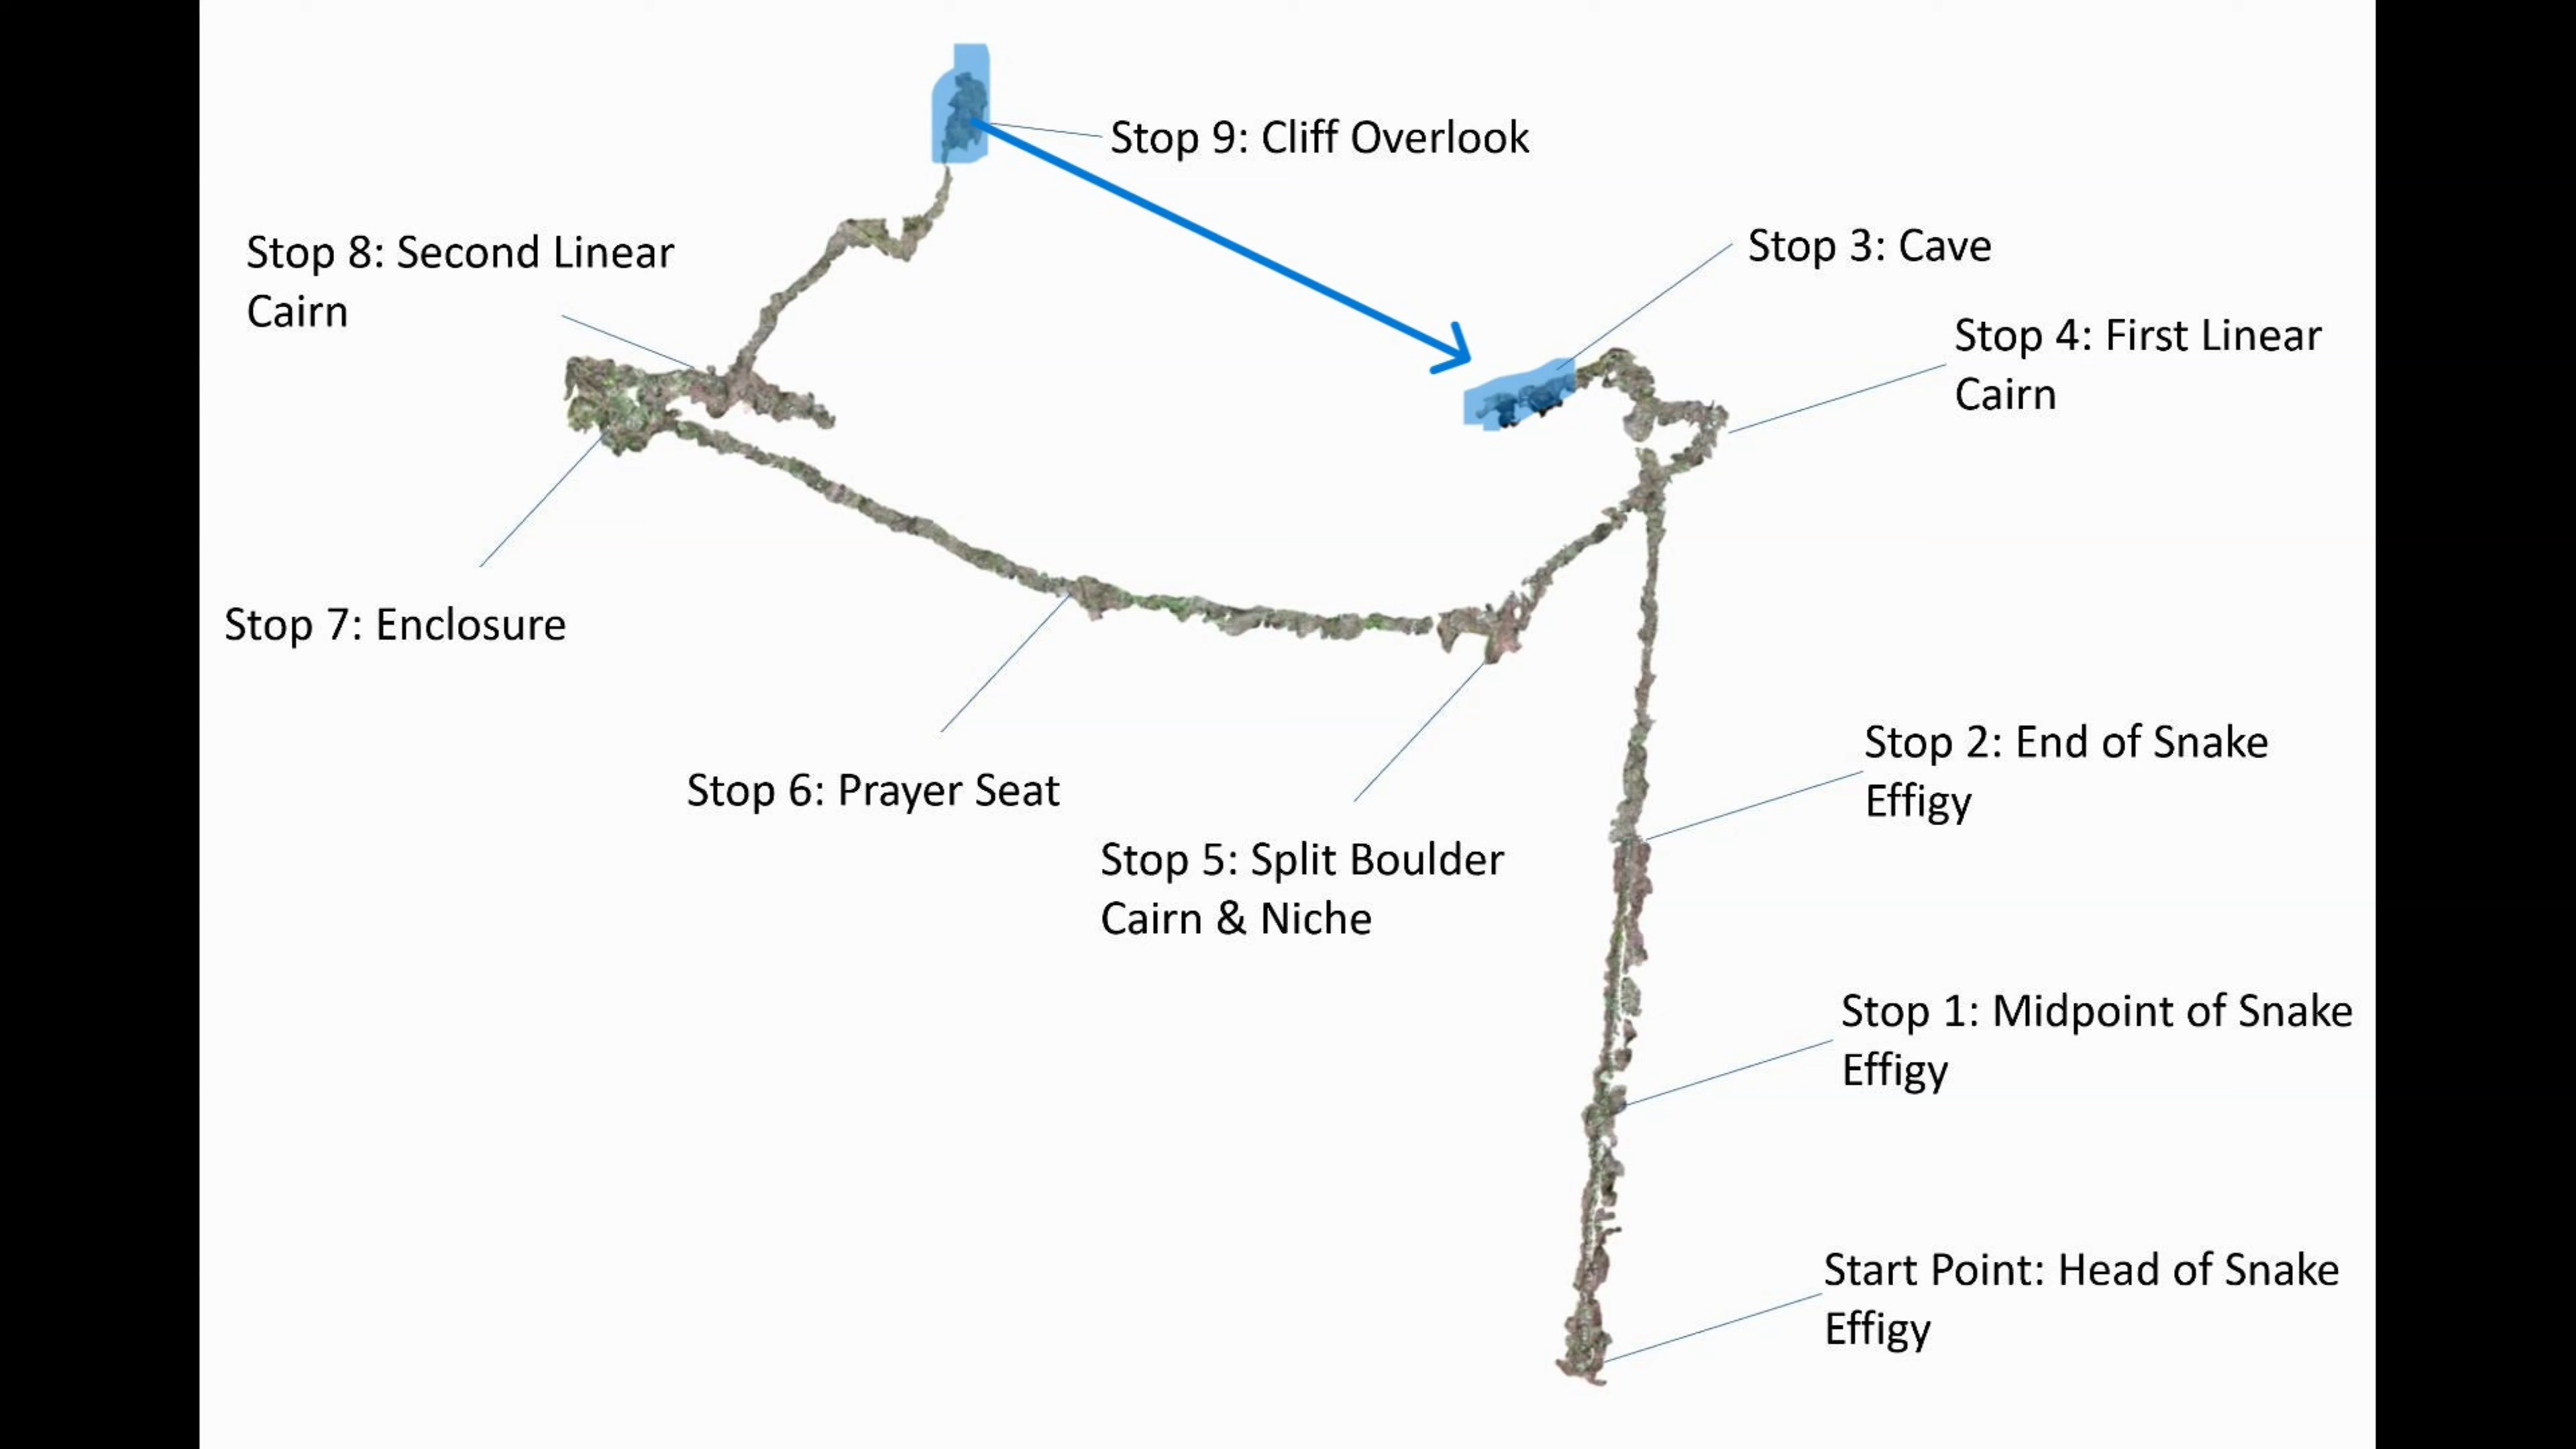 Stop 9: Cliff Overlook
Stop 8: Second Linear
Cairn
Stop 3: Cave
Stop 4: First Linear
Cairn
Stop 7: Enclosure
Stop 6: Prayer Seat
Stop 5: Split Boulder
Cairn & Niche
Stop 2: End of Snake
Effigy
Stop 1: Midpoint of Snake
Effigy
Start Point: Head of Snake
Effigy